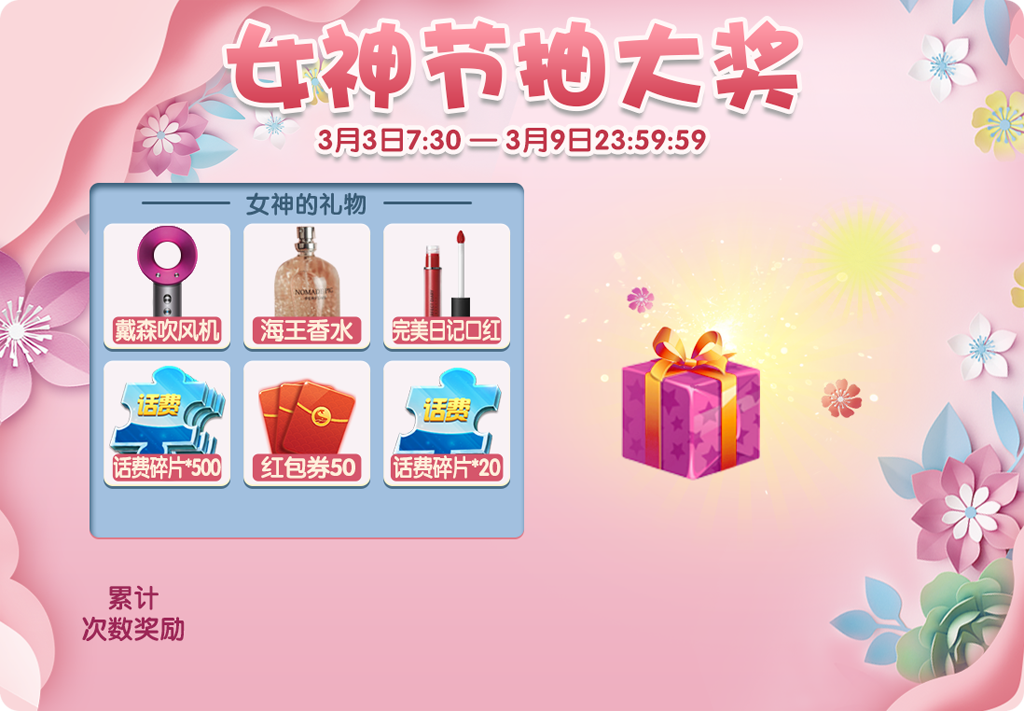 女神节抽大奖
3月3日7:30 — 3月9日23:59:59
女神的礼物
戴森吹风机
海王香水
完美日记口红
话费
话费碎片*500
红包券50
话费
话费碎片*20
累计
次数奖励